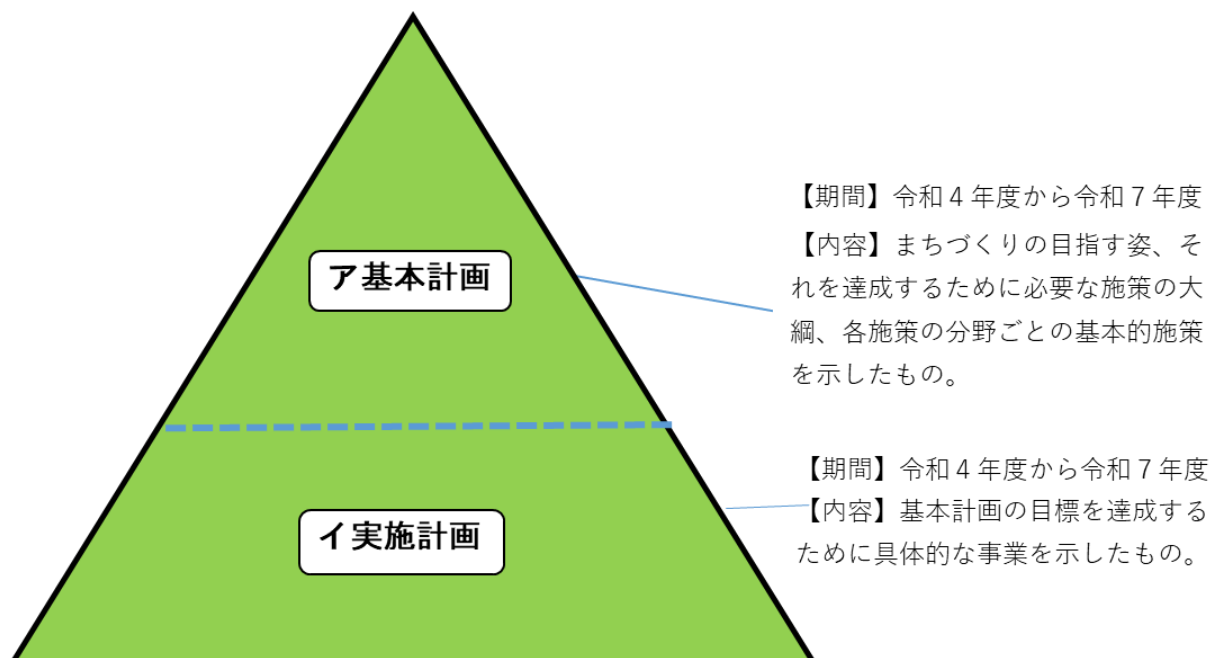 ア基本計画
【期間】令和４年度から令和７年度
【内容】まちづくりの目指す姿、そ
れを達成するために必要な施策の大
綱、各施策の分野ごとの基本的施策
を示したもの。
イ実施計画
【期間】令和４年度から令和７年度
【内容】基本計画の目標を達成する
ために具体的な事業を示したもの。